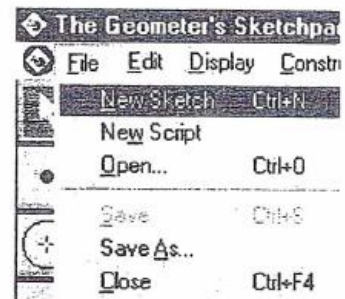 The Geometer's Sketchpa
File Edit Display Constr
New Sketch Ctrl+N
New Script
Open... Ctrl+O
Save Ctrl+S
Save As...
Close Ctrl+F4